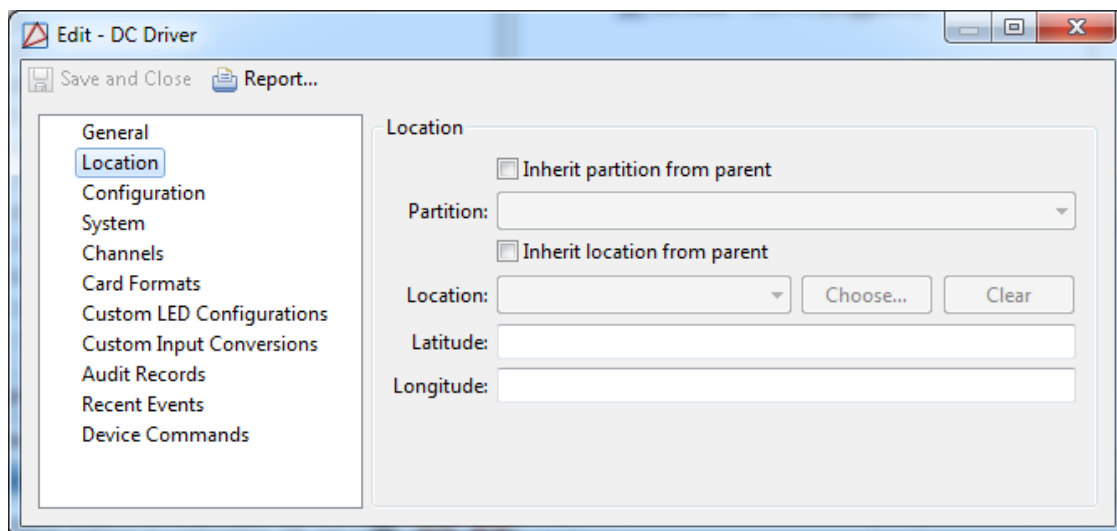 Edit - DC Driver
Save and Close Report...
General
Location
Configuration
System
Channels
Card Formats
Custom LED Configurations
Custom Input Conversions
Audit Records
Recent Events
Device Commands
Location
Inherit partition from parent
Partition:
Inherit location from parent
Location: Choose... Clear
Latitude:
Longitude: